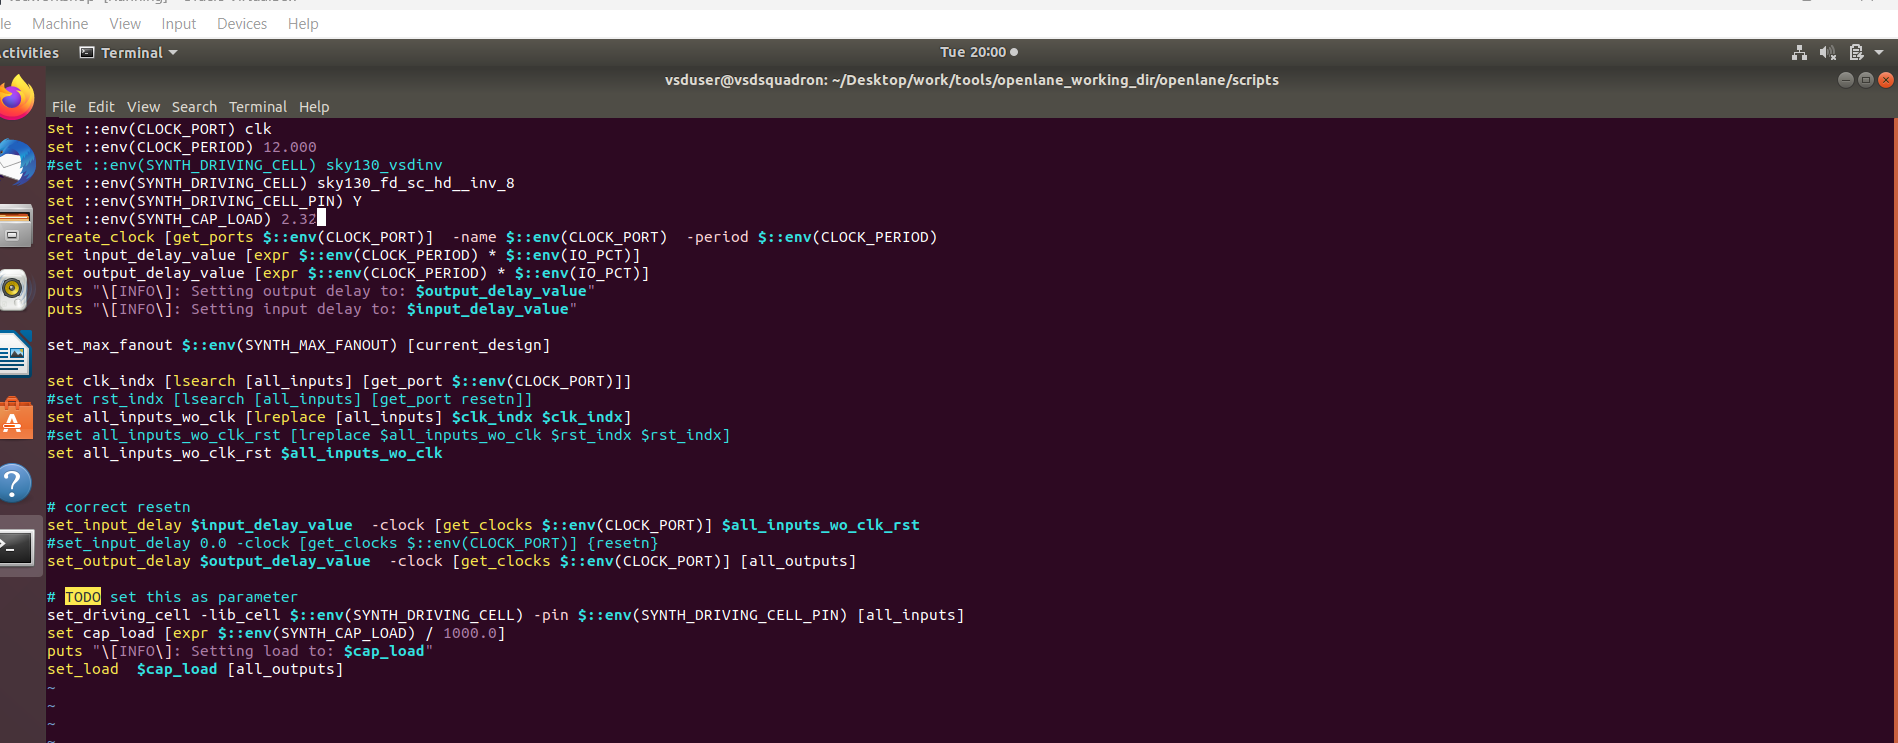 Machine View Input Devices Help
Activities Terminal Tue 20:00
vsduser@vsdsquadron: ~/Desktop/work/tools/openlane_working_dir/openlane/scripts
File Edit View Search Terminal Help
set ::env(CLOCK_PORT) clk
set ::env(CLOCK_PERIOD) 12.000
#set ::env(SYNTH_DRIVING_CELL) sky130_vsdinv
set ::env(SYNTH_DRIVING_CELL) sky130_fd_sc_hd__inv_8
set ::env(SYNTH_DRIVING_CELL_PIN) Y
set ::env(SYNTH_CAP_LOAD) 2.32
create_clock [get_ports $::env(CLOCK_PORT)]  -name $::env(CLOCK_PORT)  -period $::env(CLOCK_PERIOD)
set input_delay_value [expr $::env(CLOCK_PERIOD) * $::env(IO_PCT)]
set output_delay_value [expr $::env(CLOCK_PERIOD) * $::env(IO_PCT)]
puts "\[INFO\]: Setting output delay to: $output_delay_value"
puts "\[INFO\]: Setting input delay to: $input_delay_value"
set_max_fanout $::env(SYNTH_MAX_FANOUT) [current_design]
set clk_indx [lsearch [all_inputs] [get_port $::env(CLOCK_PORT)]]
#set rst_indx [lsearch [all_inputs] [get_port resetn]]
set all_inputs_wo_clk [lreplace [all_inputs] $clk_indx $clk_indx]
#set all_inputs_wo_clk_rst [lreplace $all_inputs_wo_clk $rst_indx $rst_indx]
set all_inputs_wo_clk_rst $all_inputs_wo_clk
# correct resetn
set_input_delay $input_delay_value  -clock [get_clocks $::env(CLOCK_PORT)] $all_inputs_wo_clk_rst
#set_input_delay 0.0 -clock [get_clocks $::env(CLOCK_PORT)] {resetn}
set_output_delay $output_delay_value  -clock [get_clocks $::env(CLOCK_PORT)] [all_outputs]
# TODO set this as parameter
set_driving_cell -lib_cell $::env(SYNTH_DRIVING_CELL) -pin $::env(SYNTH_DRIVING_CELL_PIN) [all_inputs]
set cap_load [expr $::env(SYNTH_CAP_LOAD) / 1000.0]
puts "\[INFO\]: Setting load to: $cap_load"
set_load  $cap_load [all_outputs]
~
~
~
~